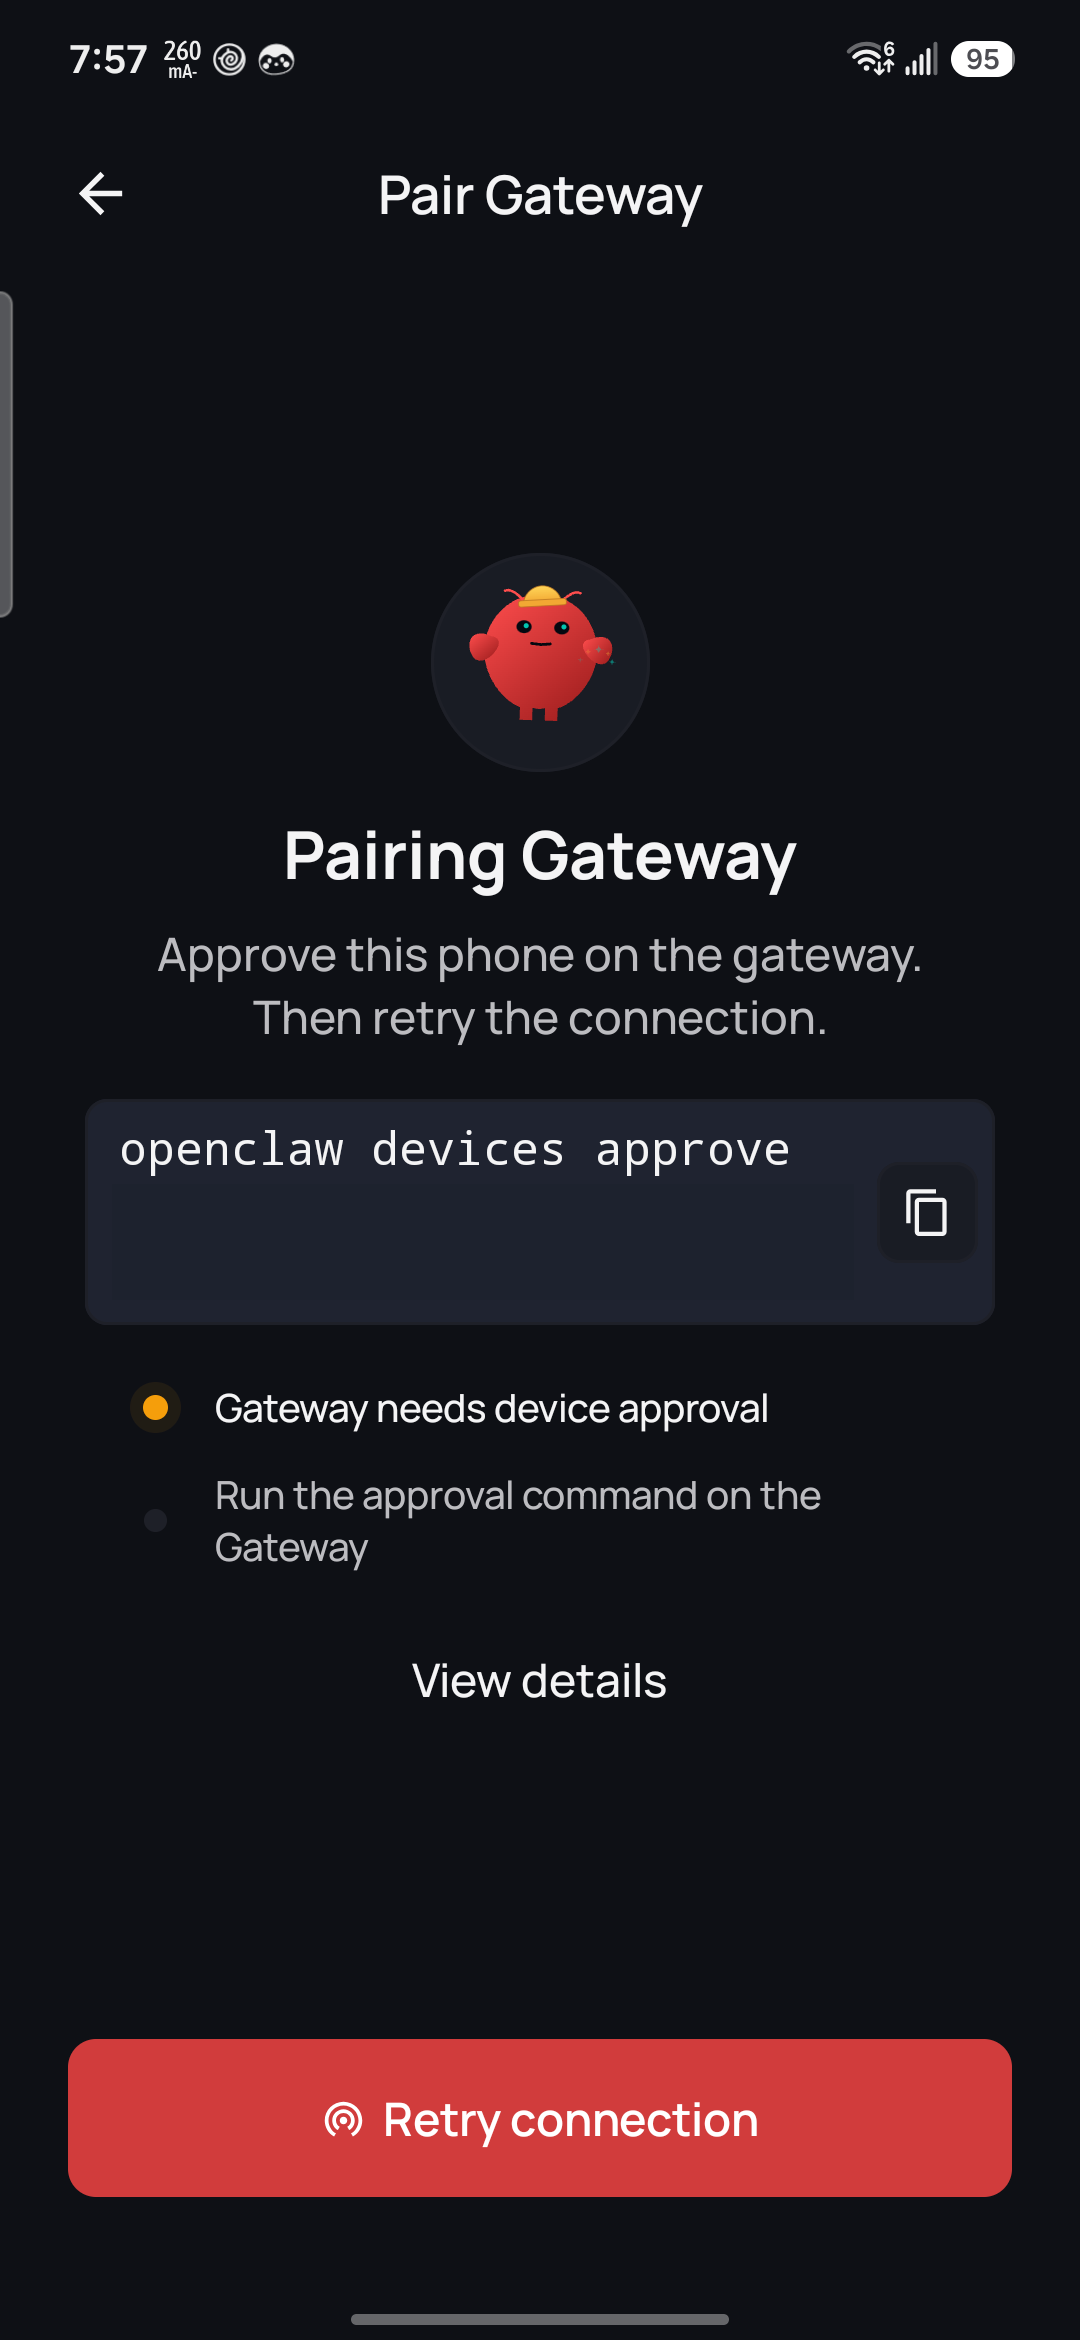 7:57 260 mA- 6 95
Pair Gateway
Pairing Gateway
Approve this phone on the gateway.
Then retry the connection.
openclaw devices approve
Gateway needs device approval
Run the approval command on the
Gateway
View details
Retry connection